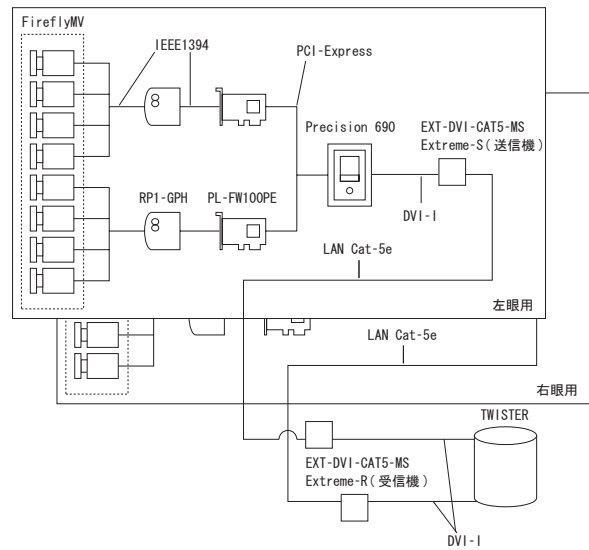 FireflyMV
IEEE1394
PCI-Express
Precision 690
EXT-DVI-CAT5-MS
Extreme-S(送信機)
RP1-GPH
PL-FW100PE
DVI-I
LAN Cat-5e
左眼用
LAN Cat-5e
右眼用
TWISTER
EXT-DVI-CAT5-MS
Extreme-R(受信機)
DVI-I